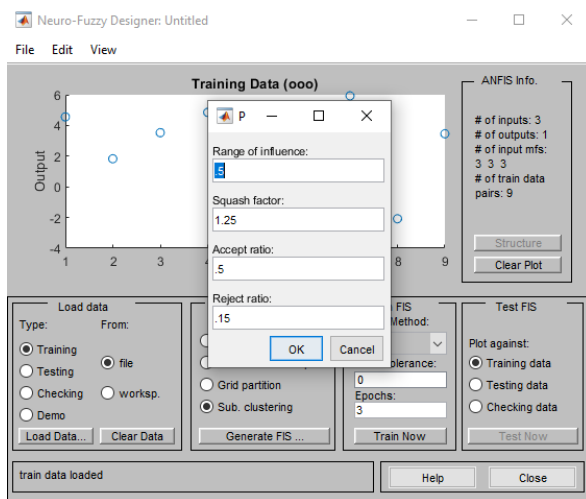 Neuro-Fuzzy Designer: Untitled
File Edit View
Training Data (ooo)
Output
6
4
2
0
-2
-4
1 2 3 8 9
ANFIS Info.
# of inputs: 3
# of outputs: 1
# of input mfs:
3 3 3
# of train data
pairs: 9
Structure
Clear Plot
P
Range of influence:
.5
Squash factor:
1.25
Accept ratio:
.5
Reject ratio:
.15
OK Cancel
Load data
Type: From:
Training
Testing
Checking
Demo
file
worksp.
Load Data... Clear Data
Grid partition
Sub. clustering
Generate FIS ...
FIS
Method:
olerance:
0
Epochs:
3
Train Now
Test FIS
Plot against:
Training data
Testing data
Checking data
Test Now
train data loaded
Help Close